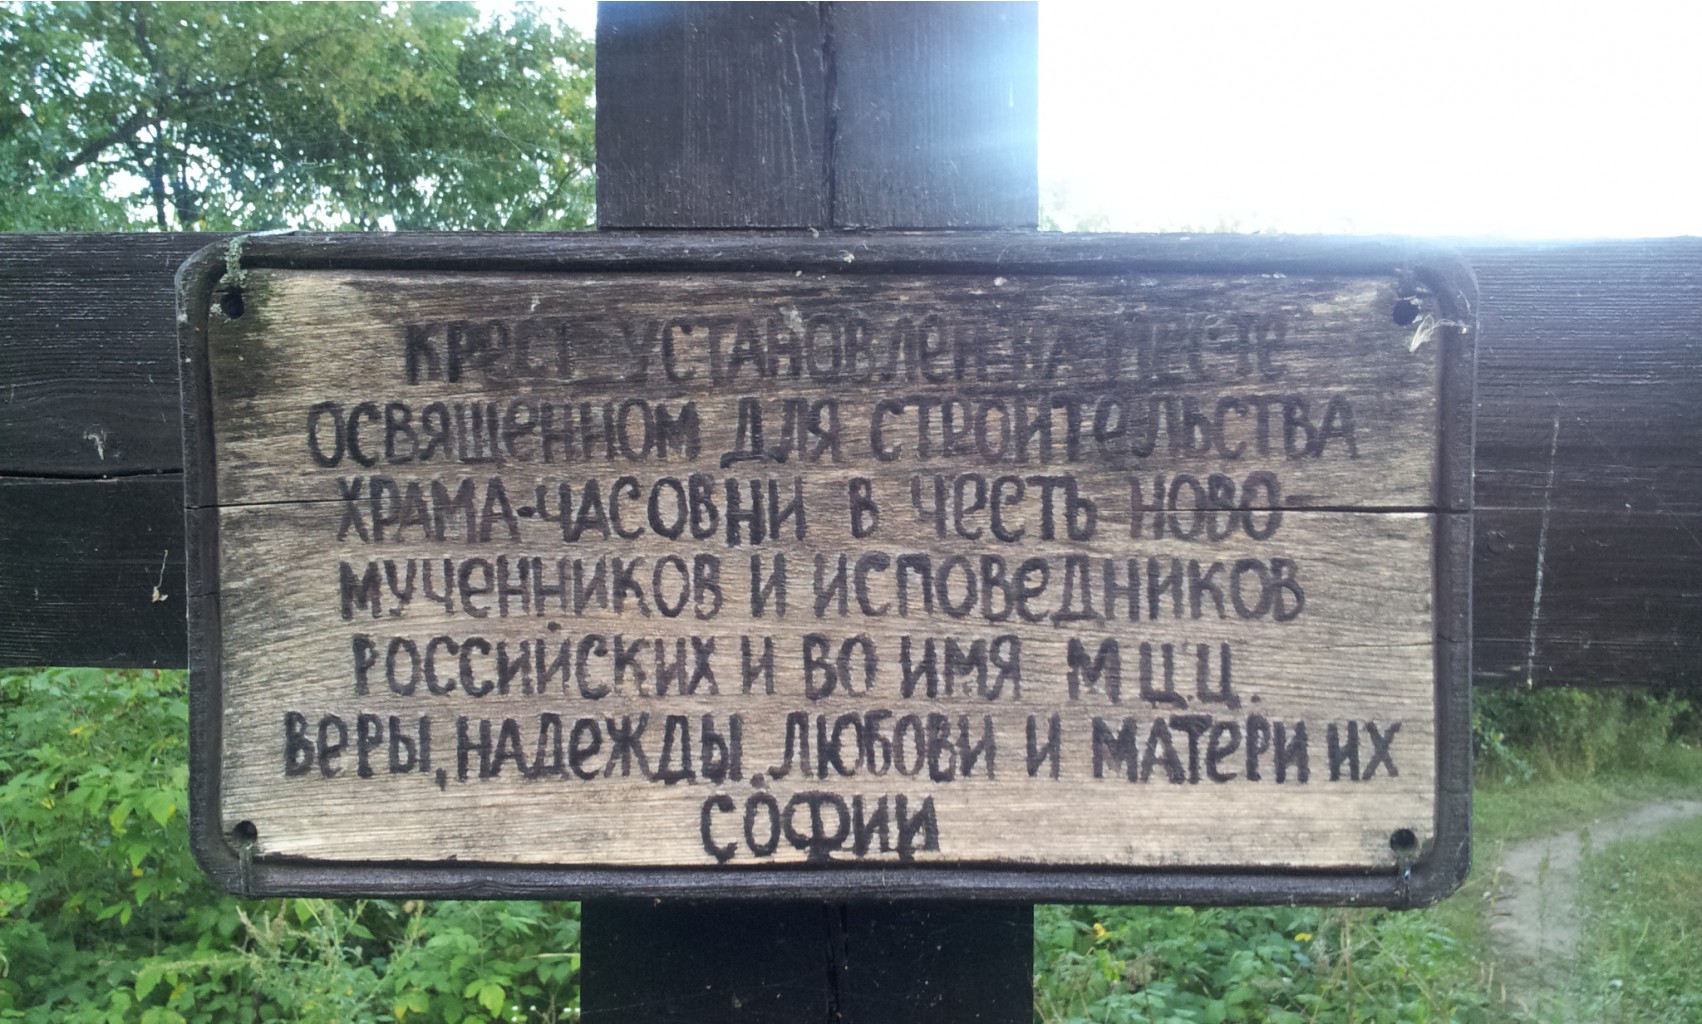 КРЕСТ УСТАНОВЛЕН НА МЕСТЕ
ОСВЯЩЕННОМ ДЛЯ СТРОИТЕЛЬСТВА
ХРАМА-ЧАСОВНИ В ЧЕСТЬ НОВО-
МУЧЕННИКОВ И ИСПОВЕДНИКОВ
РОССИЙСКИХ И ВО ИМЯ М Ц.Ц.
ВЕРЫ, НАДЕЖДЫ, ЛЮБОВИ И МАТЕРИ ИХ
СОФИИ